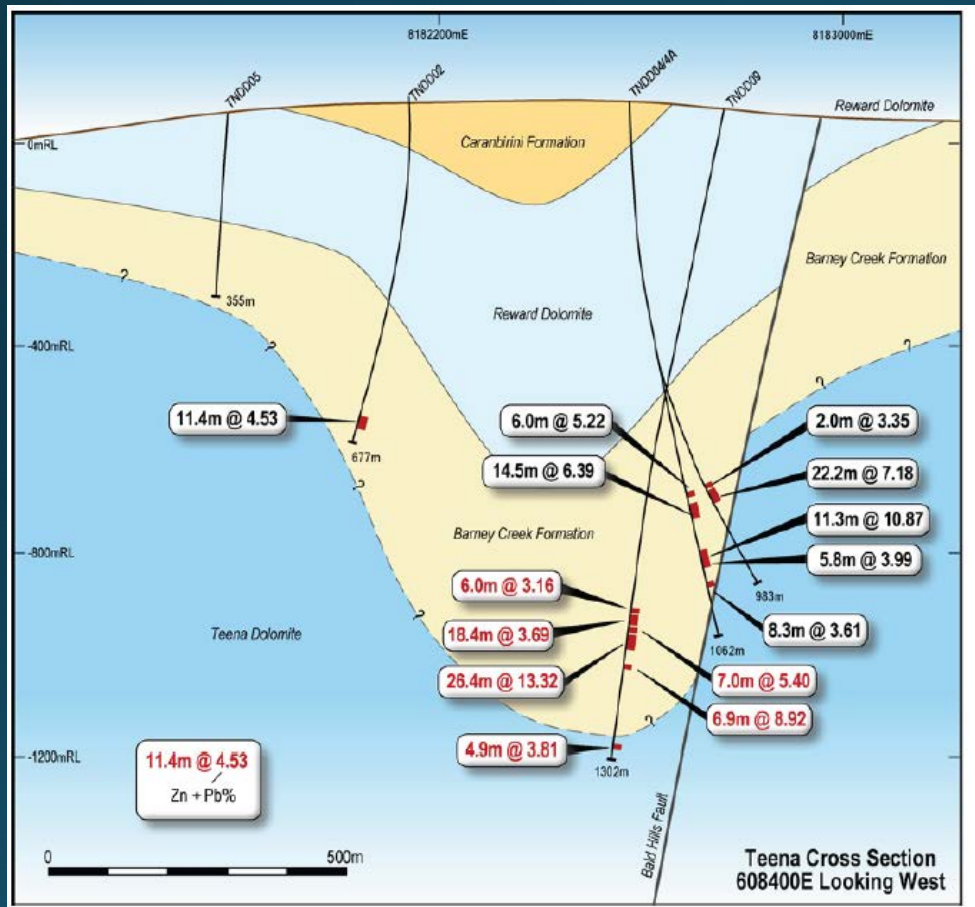 8182200mE
8183000mE
TNDD05
TNDD02
TNDD04/4A
TNDD09
Reward Dolomite
0mRL
Caranbirini Formation
Barney Creek Formation
?
355m
Reward Dolomite
-400mRL
?
?
?
11.4m @ 4.53
677m
6.0m @ 5.22
2.0m @ 3.35
14.5m @ 6.39
22.2m @ 7.18
?
?
11.3m @ 10.87
Barney Creek Formation
5.8m @ 3.99
-800mRL
6.0m @ 3.16
983m
?
Teena Dolomite
18.4m @ 3.69
8.3m @ 3.61
1062m
26.4m @ 13.32
7.0m @ 5.40
6.9m @ 8.92
?
4.9m @ 3.81
1302m
-1200mRL
11.4m @ 4.53
Zn + Pb%
Bald Hills Fault
0
500m
Teena Cross Section
608400E Looking West